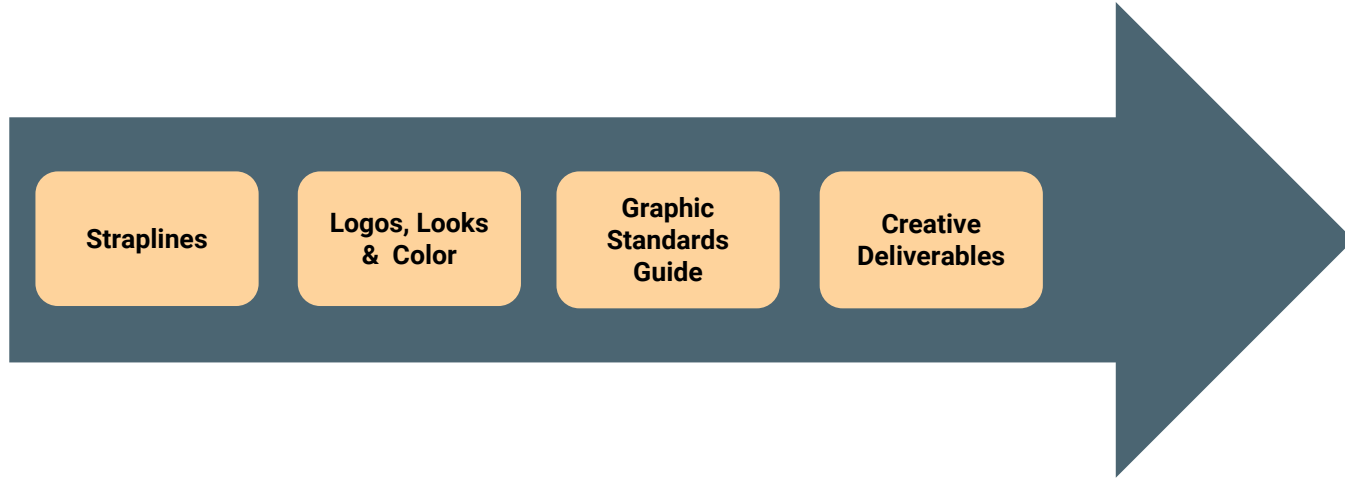 Straplines
Logos, Looks
& Color
Graphic
Standards
Guide
Creative
Deliverables